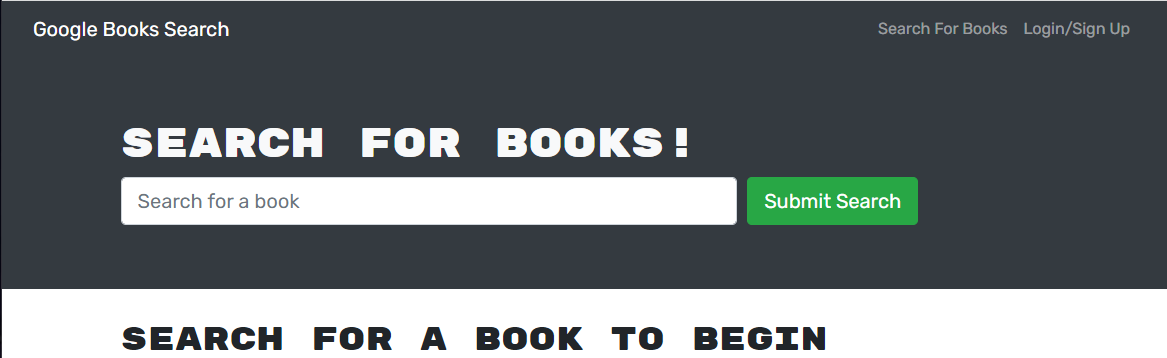 Google Books Search
Search For Books
Login/Sign Up
SEARCH FOR BOOKS!
Search for a book
Submit Search
SEARCH FOR A BOOK TO BEGIN